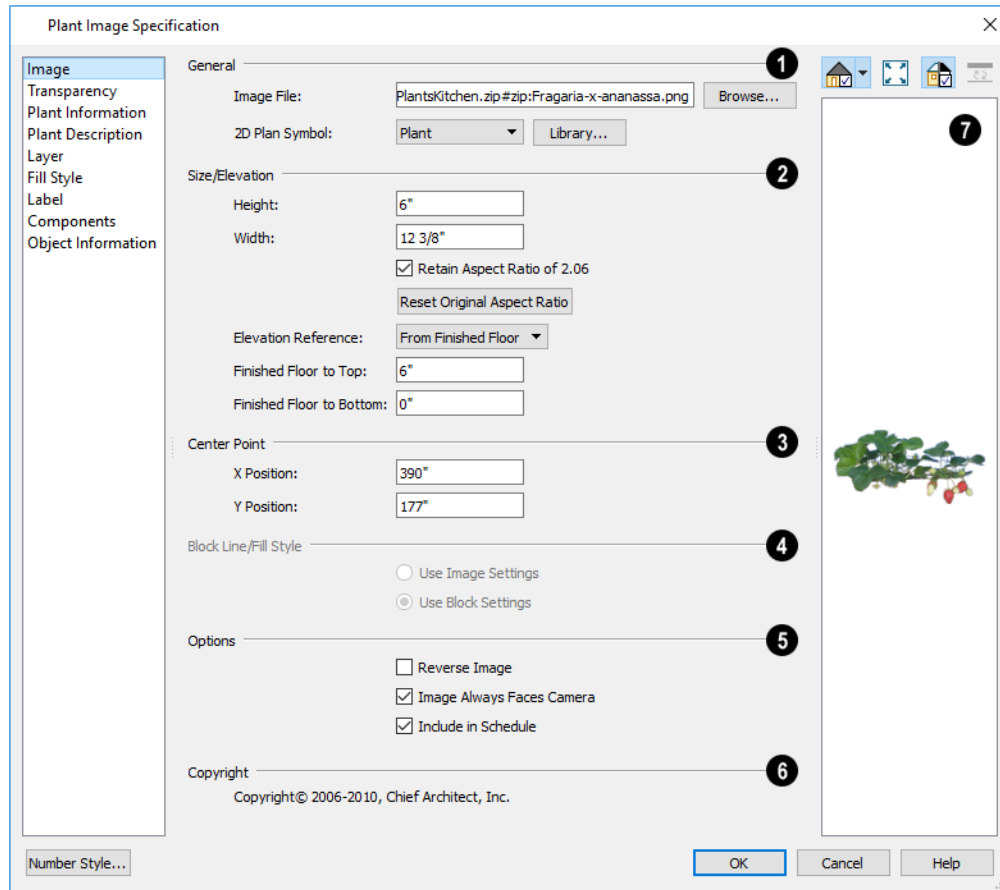 Plant Image Specification
Image
Transparency
Plant Information
Plant Description
Layer
Fill Style
Label
Components
Object Information
General
1
Image File: PlantsKitchen.zip#zip:Fragaria-x-ananassa.png Browse...
2D Plan Symbol: Plant Library...
Size/Elevation
2
Height: 6"
Width: 12 3/8"
Retain Aspect Ratio of 2.06
Reset Original Aspect Ratio
Elevation Reference: From Finished Floor
Finished Floor to Top: 6"
Finished Floor to Bottom: 0"
Center Point
3
X Position: 390"
Y Position: 177"
Block Line/Fill Style
4
Use Image Settings
Use Block Settings
Options
5
Reverse Image
Image Always Faces Camera
Include in Schedule
Copyright
6
Copyright© 2006-2010, Chief Architect, Inc.
7
Number Style... OK Cancel Help